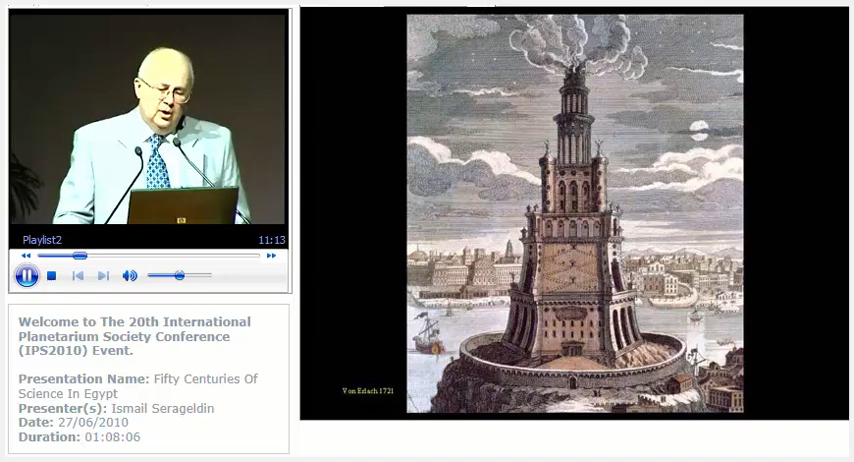 Playlist2
11:13
Von Erlach 1721
Welcome to The 20th International
Planetarium Society Conference
(IPS2010) Event.
Presentation Name: Fifty Centuries Of
Science In Egypt
Presenter(s): Ismail Serageldin
Date: 27/06/2010
Duration: 01:08:06